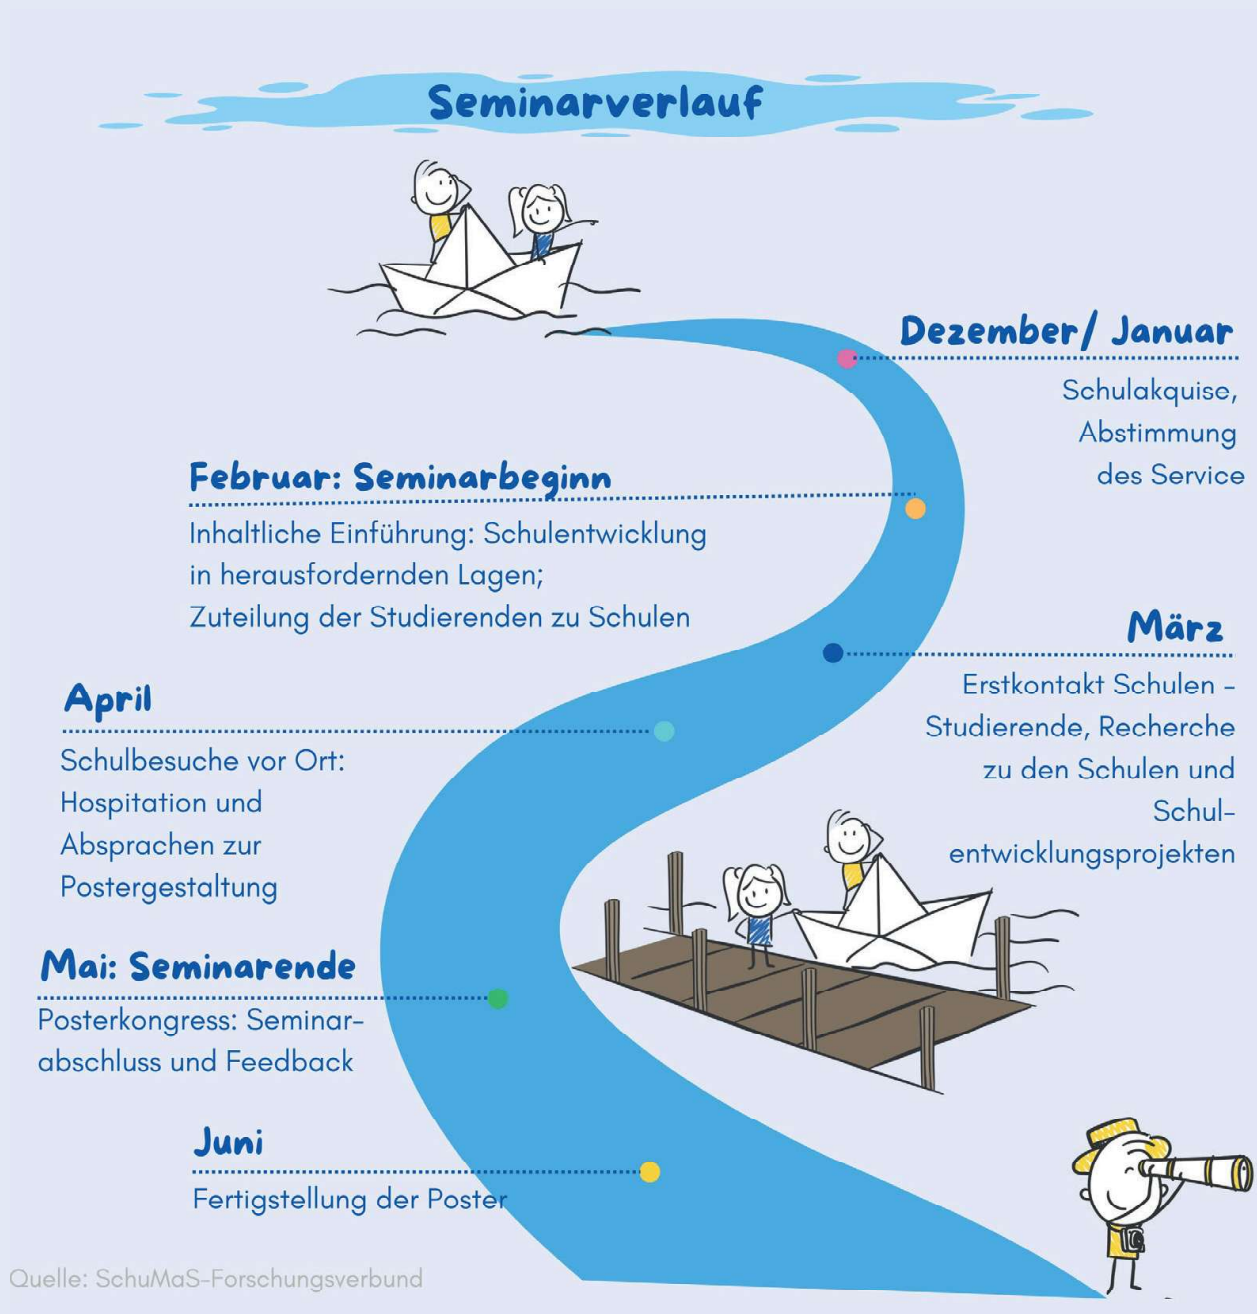 Seminarverlauf
Dezember/ Januar
Schulakquise,
Abstimmung
des Service
Februar: Seminarbeginn
Inhaltliche Einführung: Schulentwicklung
in herausfordernden Lagen;
Zuteilung der Studierenden zu Schulen
März
Erstkontakt Schulen -
Studierende, Recherche
zu den Schulen und
Schul-
entwicklungsprojekten
April
Schulbesuche vor Ort:
Hospitation und
Absprachen zur
Postergestaltung
Mai: Seminarende
Posterkongress: Seminar-
abschluss und Feedback
Juni
Fertigstellung der Poster
Quelle: SchuMaS-Forschungsverbund